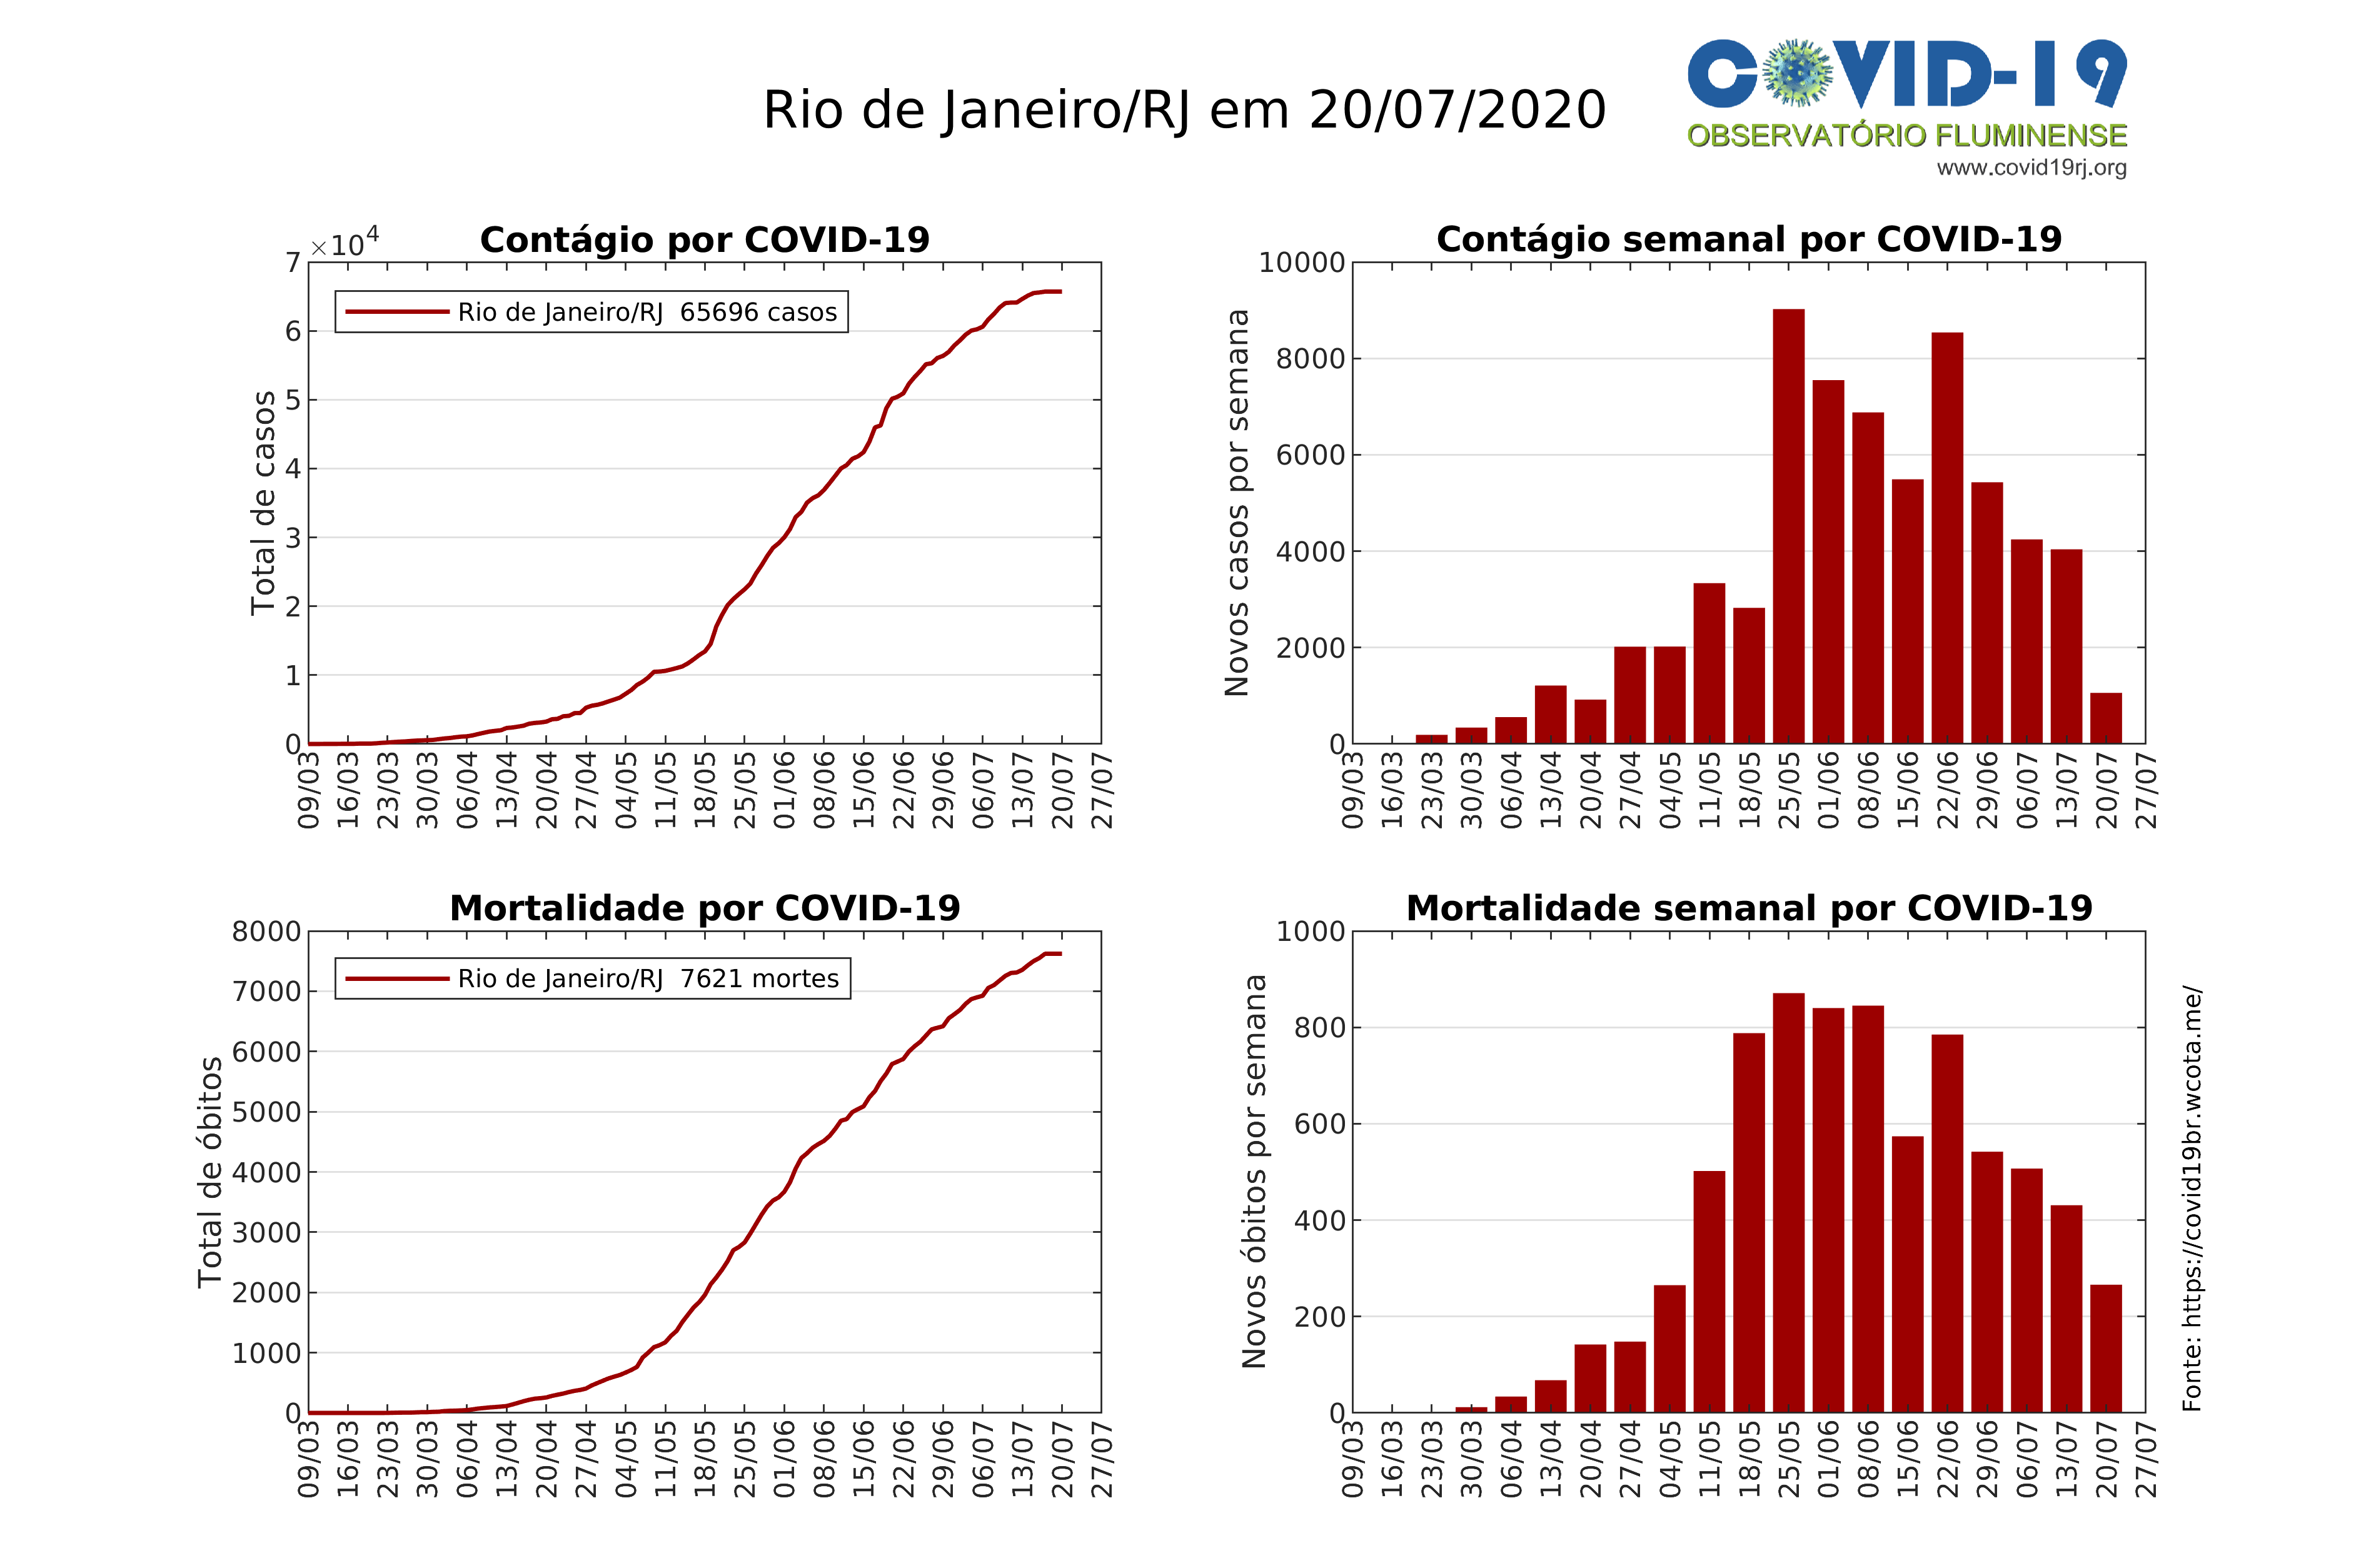 Rio de Janeiro/RJ em 20/07/2020
COVID-19
OBSERVATÓRIO FLUMINENSE
www.covid19rj.org
Contágio por COVID-19
×10⁴
Total de casos
7
6
5
4
3
2
1
0
Rio de Janeiro/RJ 65696 casos
09/03 16/03 23/03 30/03 06/04 13/04 20/04 27/04 04/05 11/05 18/05 25/05 01/06 08/06 15/06 22/06 29/06 06/07 13/07 20/07 27/07
Contágio semanal por COVID-19
Novos casos por semana
10000
8000
6000
4000
2000
0
09/03 16/03 23/03 30/03 06/04 13/04 20/04 27/04 04/05 11/05 18/05 25/05 01/06 08/06 15/06 22/06 29/06 06/07 13/07 20/07 27/07
Mortalidade por COVID-19
Total de óbitos
8000
7000
6000
5000
4000
3000
2000
1000
0
Rio de Janeiro/RJ 7621 mortes
09/03 16/03 23/03 30/03 06/04 13/04 20/04 27/04 04/05 11/05 18/05 25/05 01/06 08/06 15/06 22/06 29/06 06/07 13/07 20/07 27/07
Mortalidade semanal por COVID-19
Novos óbitos por semana
1000
800
600
400
200
0
09/03 16/03 23/03 30/03 06/04 13/04 20/04 27/04 04/05 11/05 18/05 25/05 01/06 08/06 15/06 22/06 29/06 06/07 13/07 20/07 27/07
Fonte: https://covid19br.wcota.me/